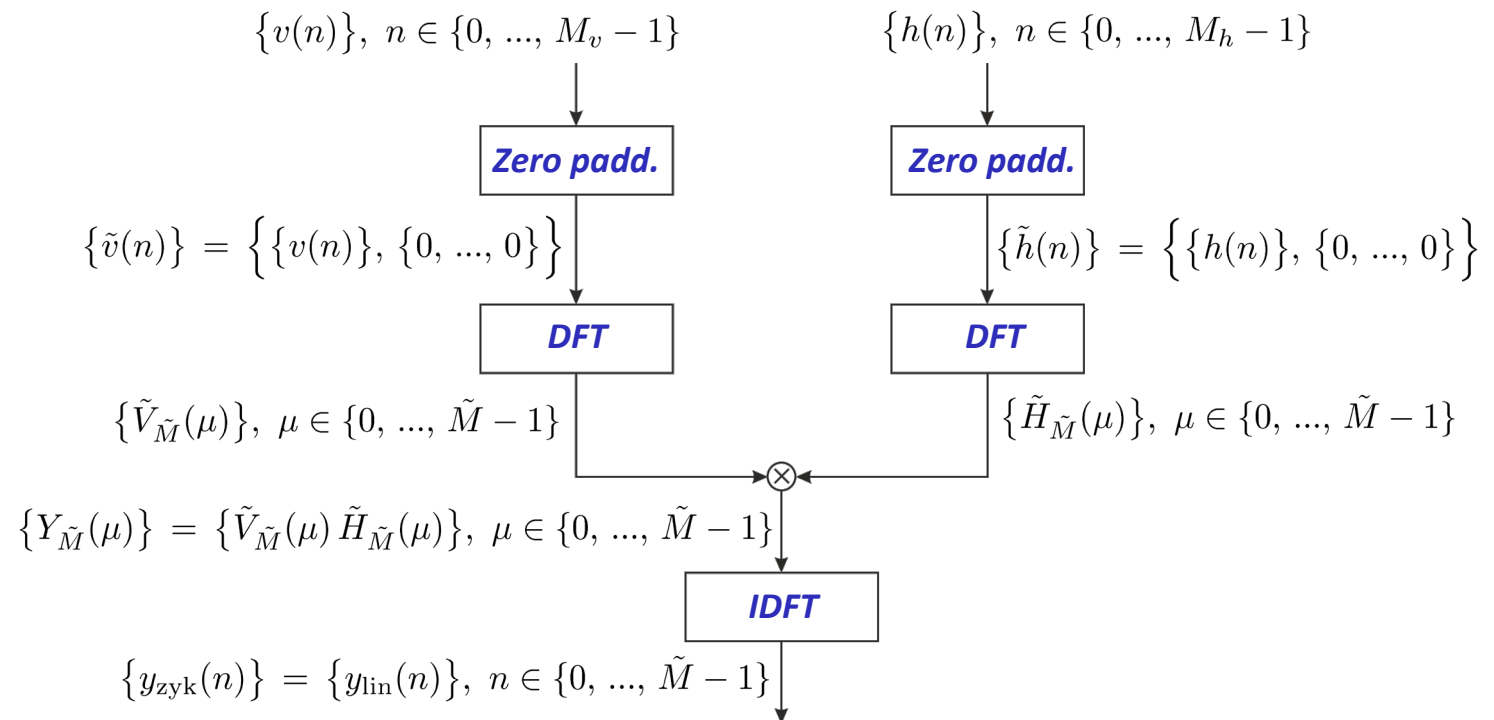 {v(n)}, n ∈ {0, ..., M_v − 1}
{h(n)}, n ∈ {0, ..., M_h − 1}
Zero padd.
Zero padd.
{ṽ(n)} = {{v(n)}, {0, ..., 0}}
{h̃(n)} = {{h(n)}, {0, ..., 0}}
DFT
DFT
{Ṽ_M̃(μ)}, μ ∈ {0, ..., M̃ − 1}
{H̃_M̃(μ)}, μ ∈ {0, ..., M̃ − 1}
{Y_M̃(μ)} = {Ṽ_M̃(μ) H̃_M̃(μ)}, μ ∈ {0, ..., M̃ − 1}
IDFT
{y_zyk(n)} = {y_lin(n)}, n ∈ {0, ..., M̃ − 1}